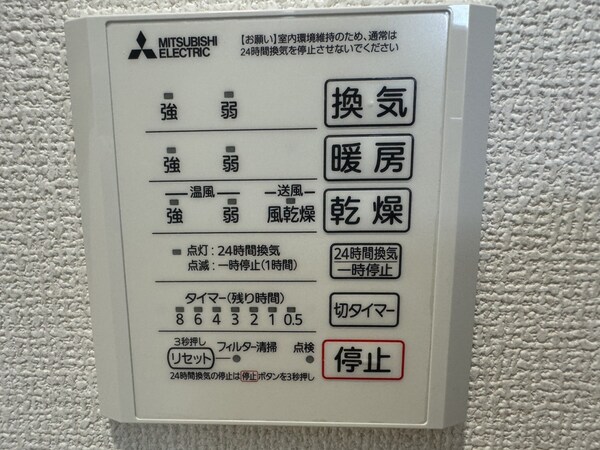 MITSUBISHI
ELECTRIC
【お願い】室内環境維持のため、通常は
24時間換気を停止させないでください
強 弱 換気
強 弱 暖房
温風 送風
強 弱 風乾燥 乾燥
点灯:24時間換気
点滅:一時停止(1時間)
24時間換気
一時停止
タイマー(残り時間)
8 6 4 3 2 1 0.5
切タイマー
3秒押し
リセット フィルター清掃 点検
停止
24時間換気の停止は停止ボタンを3秒押し